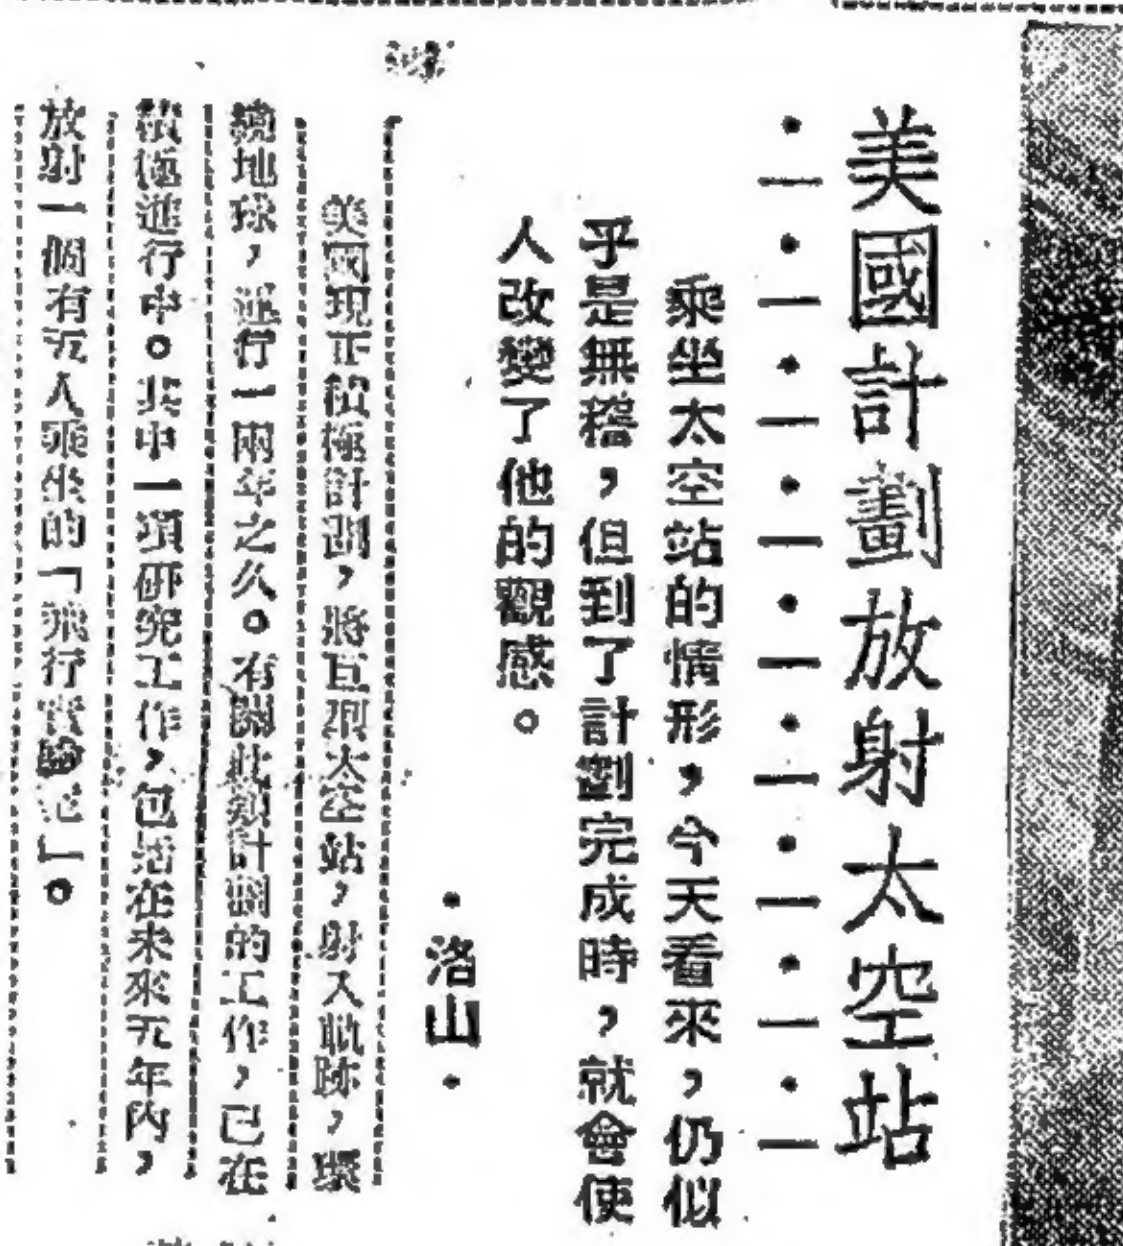 美國計劃放射太空站
乘坐太空站的情形,今天看來,仍似
乎是無稽,但到了計劃完成時,就會使
人改變了他的觀感。
·洛山·
美國現正積極計劃,將巨型太空站,射入軌跡,環
繞地球,進行一兩年之久。有關此類計劃的工作,已在
積極進行中。其中一項研究工作,包括在未來五年內,
放射一個有五人乘坐的「飛行實驗室」。